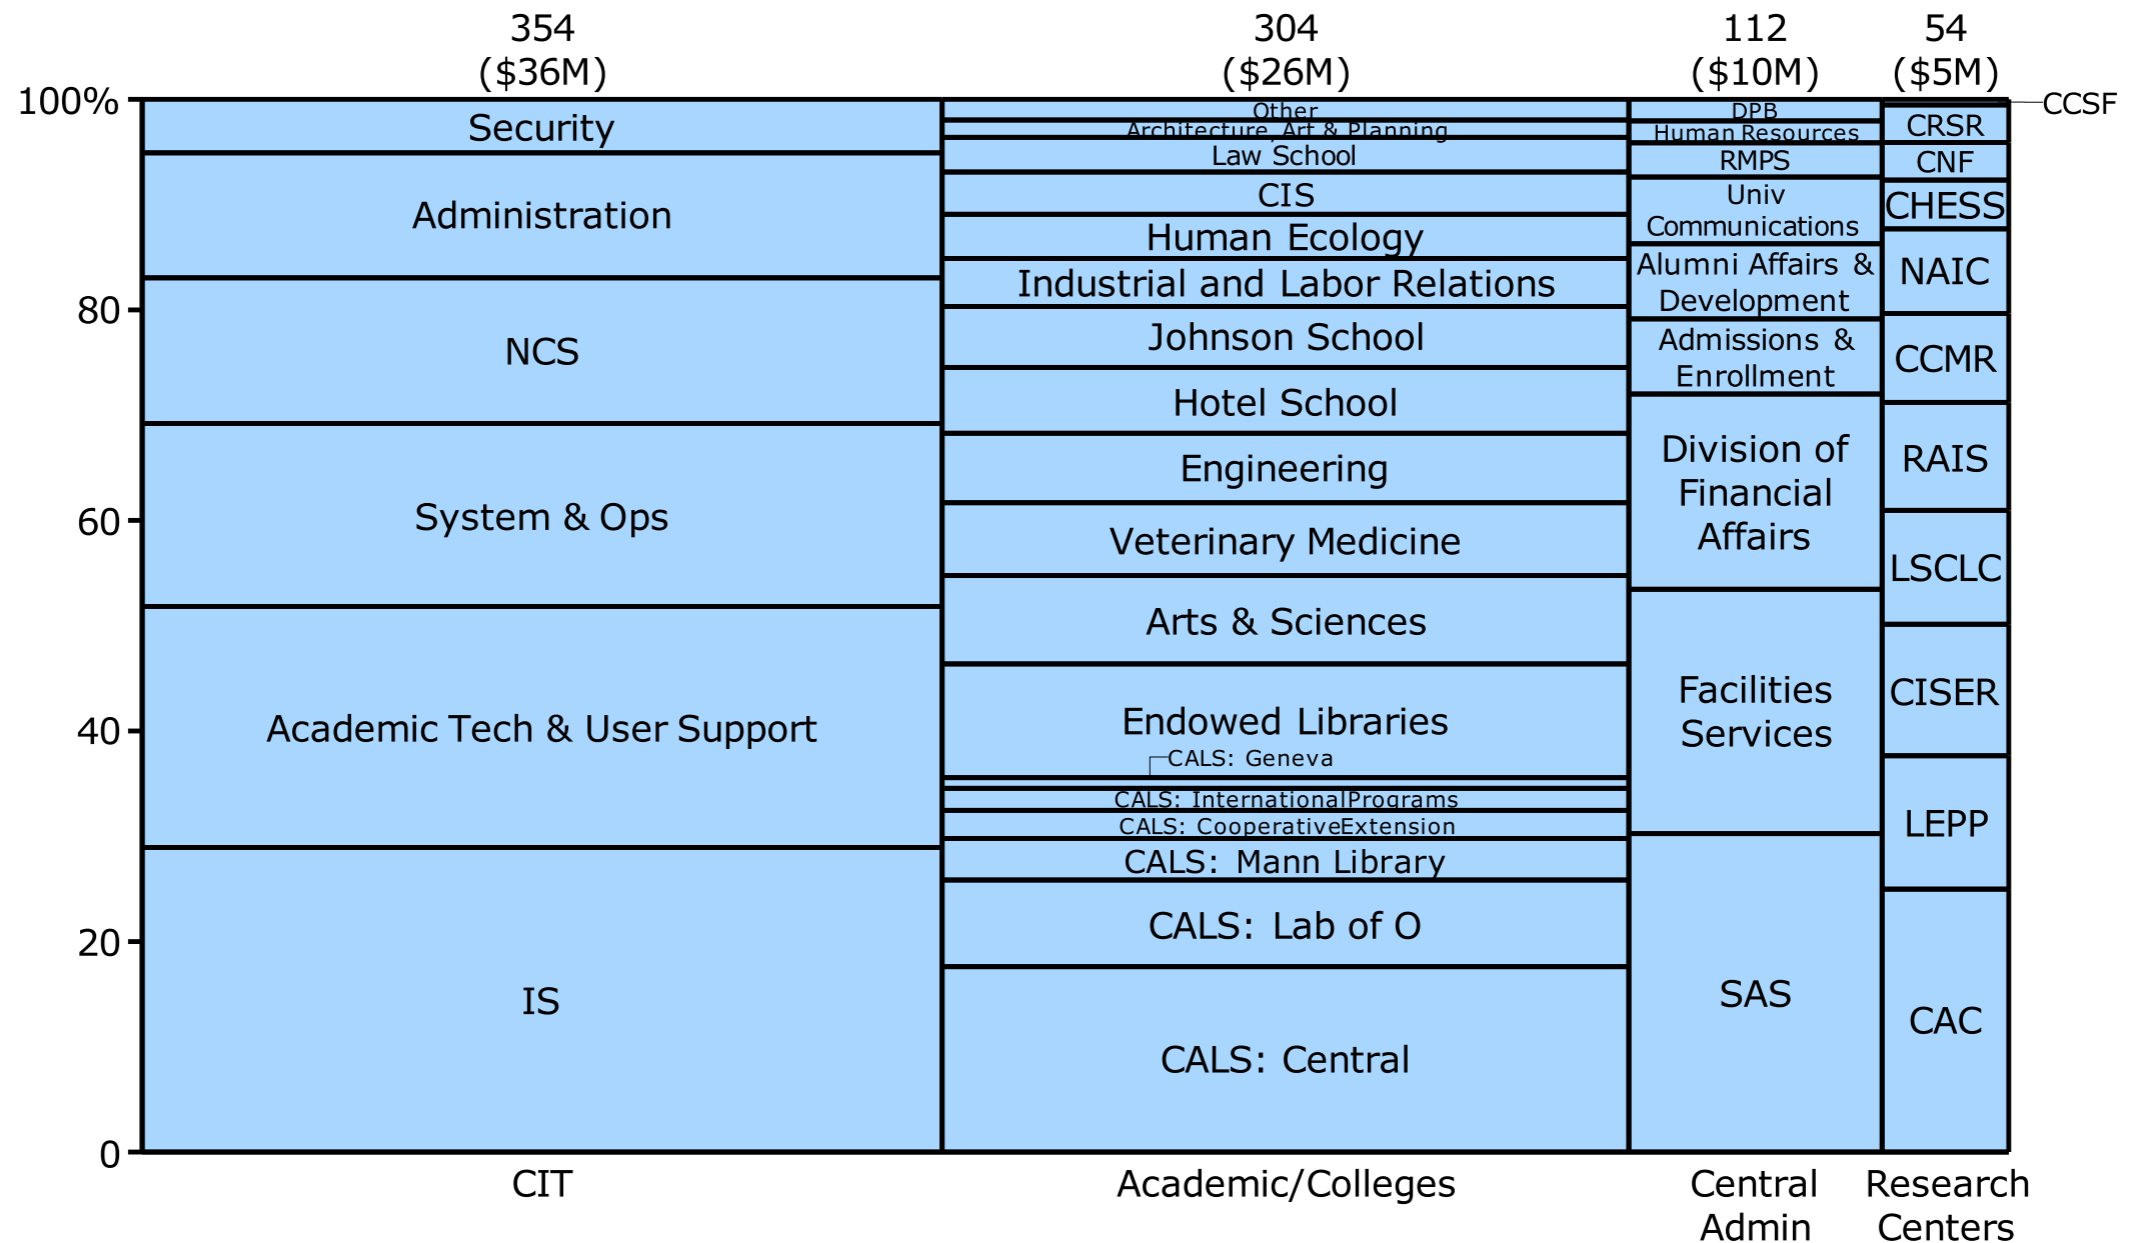 354
($36M)
304
($26M)
112
($10M)
54
($5M)
100%
80
60
40
20
0
Security
Administration
NCS
System & Ops
Academic Tech & User Support
IS
Other
Architecture, Art & Planning
Law School
CIS
Human Ecology
Industrial and Labor Relations
Johnson School
Hotel School
Engineering
Veterinary Medicine
Arts & Sciences
Endowed Libraries
CALS: Geneva
CALS: InternationalPrograms
CALS: CooperativeExtension
CALS: Mann Library
CALS: Lab of O
CALS: Central
DPB
Human Resources
RMPS
Univ
Communications
Alumni Affairs &
Development
Admissions &
Enrollment
Division of
Financial
Affairs
Facilities
Services
SAS
CCSF
CRSR
CNF
CHESS
NAIC
CCMR
RAIS
LSCLC
CISER
LEPP
CAC
CIT
Academic/Colleges
Central
Admin
Research
Centers